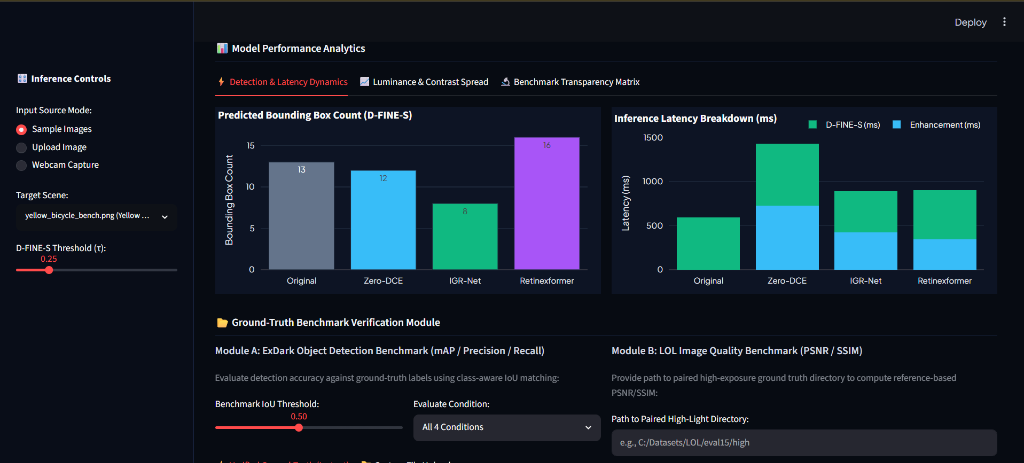 Deploy
Model Performance Analytics
Inference Controls
Input Source Mode:
Sample Images
Upload Image
Webcam Capture
Target Scene:
yellow_bicycle_bench.png (Yellow ...
D-FINE-S Threshold (τ):
0.25
Detection & Latency Dynamics
Luminance & Contrast Spread
Benchmark Transparency Matrix
Predicted Bounding Box Count (D-FINE-S)
Bounding Box Count
15
10
5
0
13
12
8
16
Original
Zero-DCE
IGR-Net
Retinexformer
Inference Latency Breakdown (ms)
D-FINE-S (ms)
Enhancement (ms)
Latency (ms)
1500
1000
500
0
Original
Zero-DCE
IGR-Net
Retinexformer
Ground-Truth Benchmark Verification Module
Module A: ExDark Object Detection Benchmark (mAP / Precision / Recall)
Evaluate detection accuracy against ground-truth labels using class-aware IoU matching:
Benchmark IoU Threshold:
0.50
Evaluate Condition:
All 4 Conditions
Module B: LOL Image Quality Benchmark (PSNR / SSIM)
Provide path to paired high-exposure ground truth directory to compute reference-based
PSNR/SSIM:
Path to Paired High-Light Directory:
e.g., C:/Datasets/LOL/eval15/high